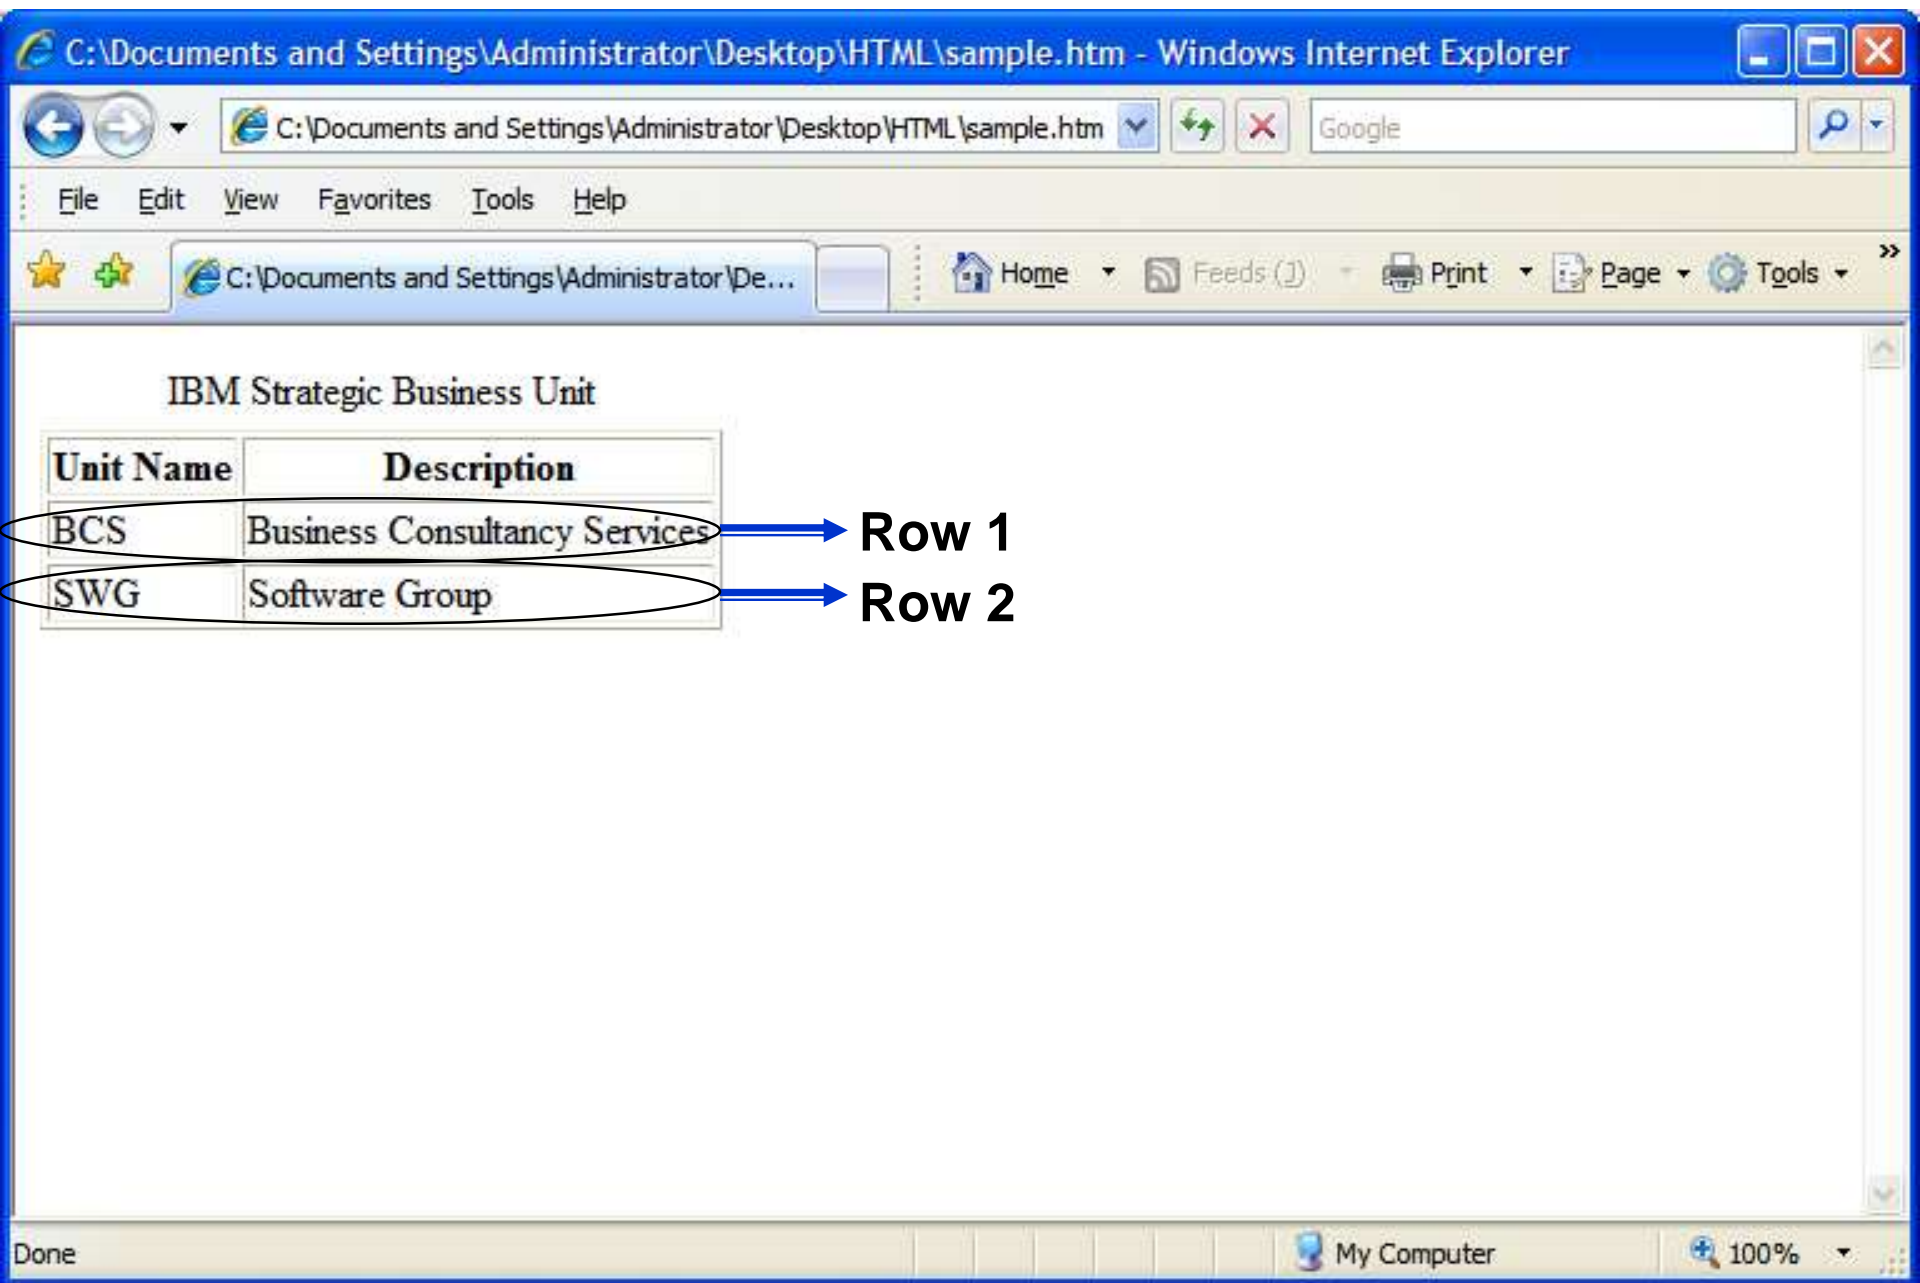 C:\Documents and Settings\Administrator\Desktop\HTML\sample.htm - Windows Internet Explorer
C:\Documents and Settings\Administrator\Desktop\HTML\sample.htm Google
File Edit View Favorites Tools Help
C:\Documents and Settings\Administrator\De... Home Feeds (J) Print Page Tools »
IBM Strategic Business Unit
Unit Name Description
BCS Business Consultancy Services Row 1
SWG Software Group Row 2
Done My Computer 100%